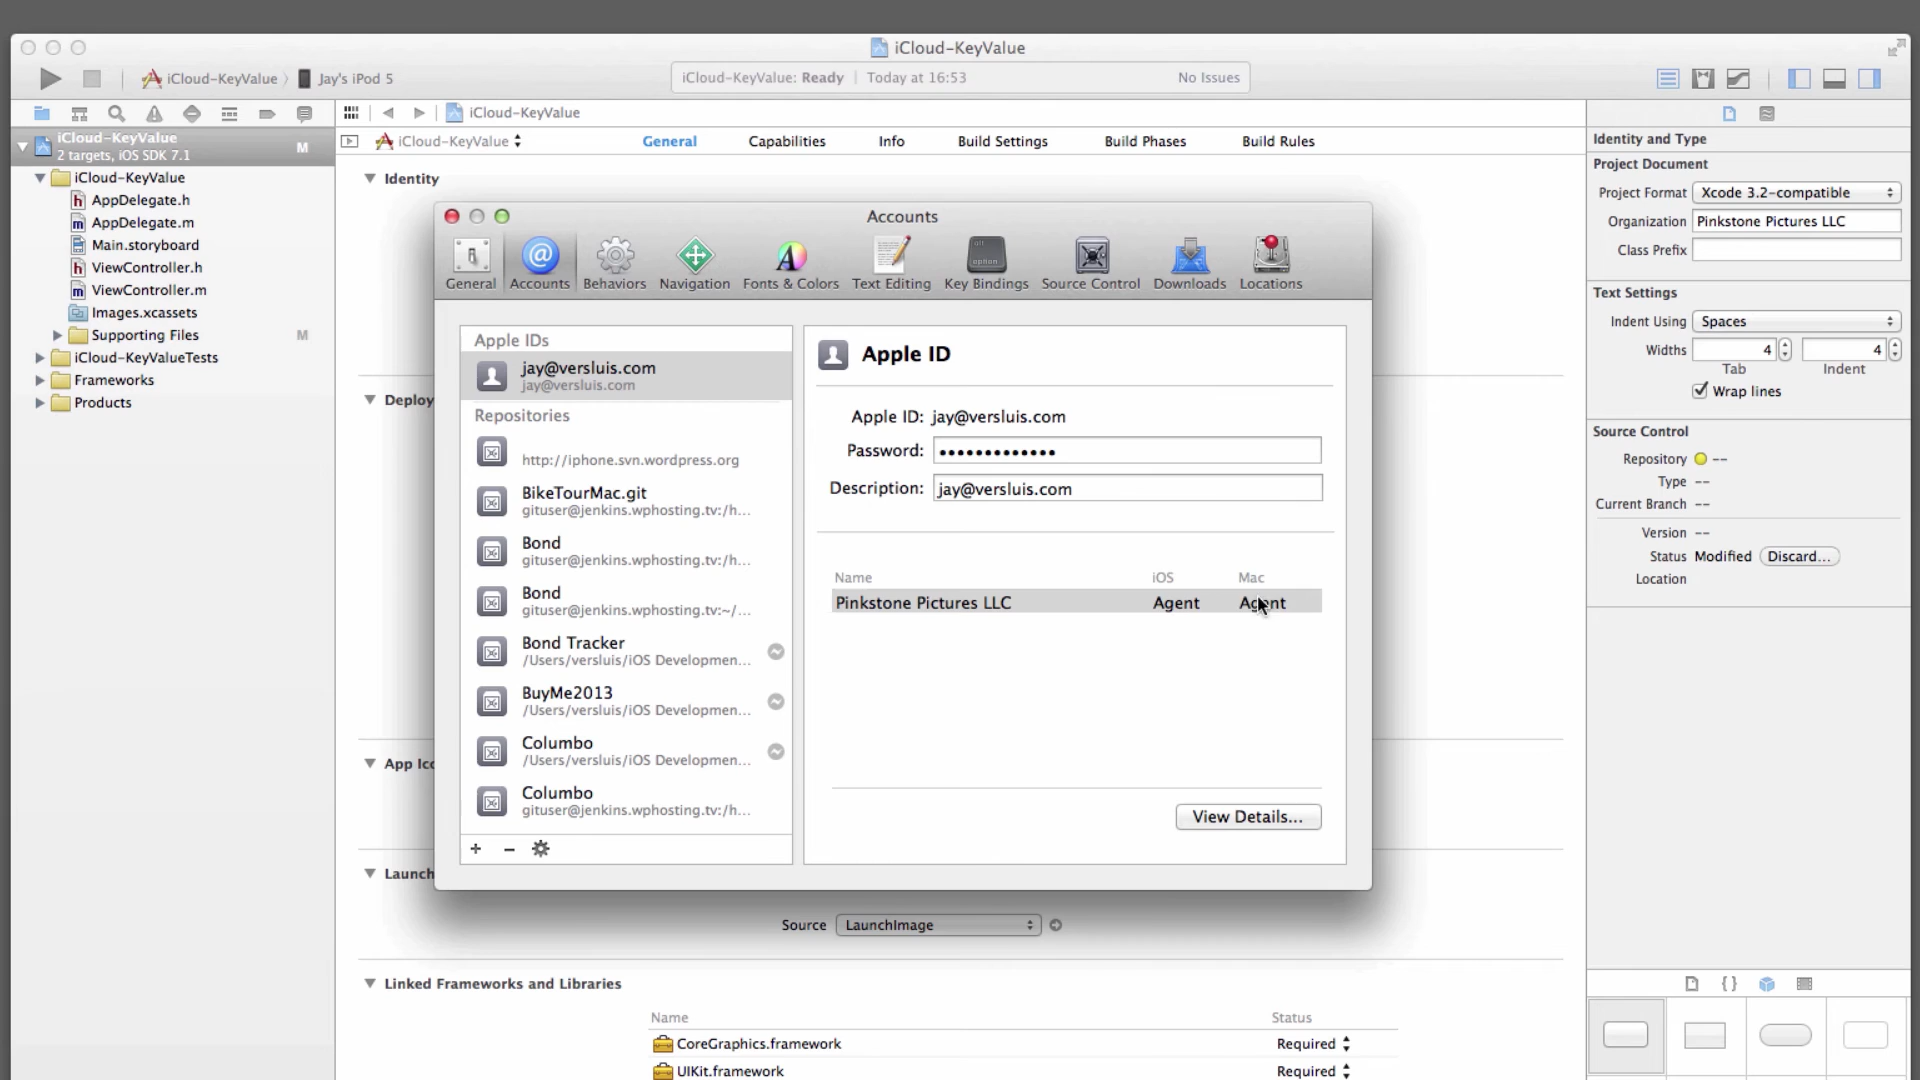 iCloud-KeyValue
iCloud-KeyValue
Jay's iPod 5
iCloud-KeyValue: Ready
Today at 16:53
No Issues
iCloud-KeyValue
2 targets, iOS SDK 7.1
M
iCloud-KeyValue
AppDelegate.h
AppDelegate.m
Main.storyboard
ViewController.h
ViewController.m
Images.xcassets
Supporting Files
M
iCloud-KeyValueTests
Frameworks
Products
iCloud-KeyValue
iCloud-KeyValue
General
Capabilities
Info
Build Settings
Build Phases
Build Rules
Identity
Deploy
App Ico
Launch
Source
LaunchImage
Linked Frameworks and Libraries
Name
Status
CoreGraphics.framework
Required
UIKit.framework
Required
Accounts
General
Accounts
Behaviors
Navigation
Fonts & Colors
Text Editing
Key Bindings
Source Control
Downloads
Locations
alt
option
Apple IDs
jay@versluis.com
jay@versluis.com
Repositories
http://iphone.svn.wordpress.org
BikeTourMac.git
gituser@jenkins.wphosting.tv:/h...
Bond
gituser@jenkins.wphosting.tv:/h...
Bond
gituser@jenkins.wphosting.tv:~/...
Bond Tracker
/Users/versluis/iOS Developmen...
BuyMe2013
/Users/versluis/iOS Developmen...
Columbo
/Users/versluis/iOS Developmen...
Columbo
gituser@jenkins.wphosting.tv:/h...
Apple ID
Apple ID: jay@versluis.com
Password: •••••••••••••
Description: jay@versluis.com
Name
iOS
Mac
Pinkstone Pictures LLC
Agent
Agent
View Details...
Identity and Type
Project Document
Project Format
Xcode 3.2-compatible
Organization
Pinkstone Pictures LLC
Class Prefix
Text Settings
Indent Using
Spaces
Widths
4
4
Tab
Indent
Wrap lines
Source Control
Repository
--
Type --
Current Branch --
Version --
Status Modified
Discard...
Location